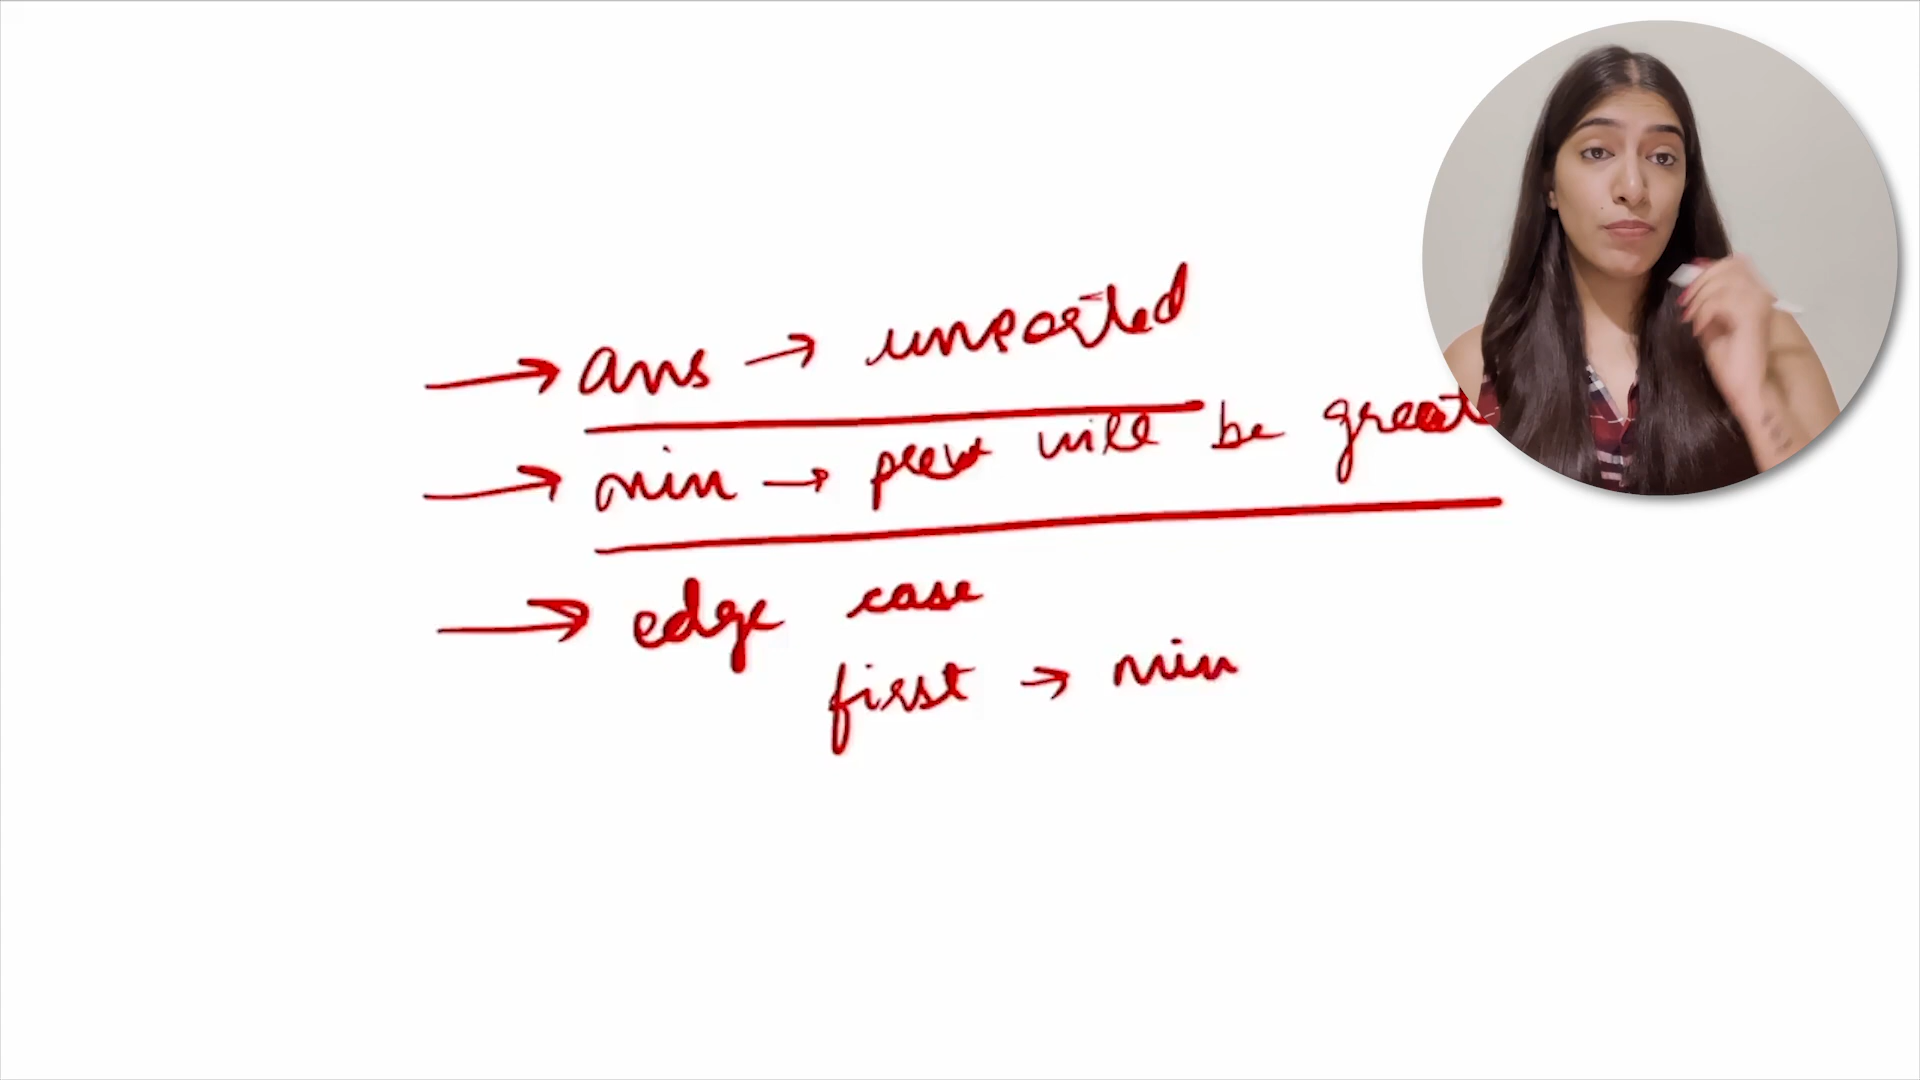 → ans → unsorted
→ min → prev will be great
→ edge case
first → min